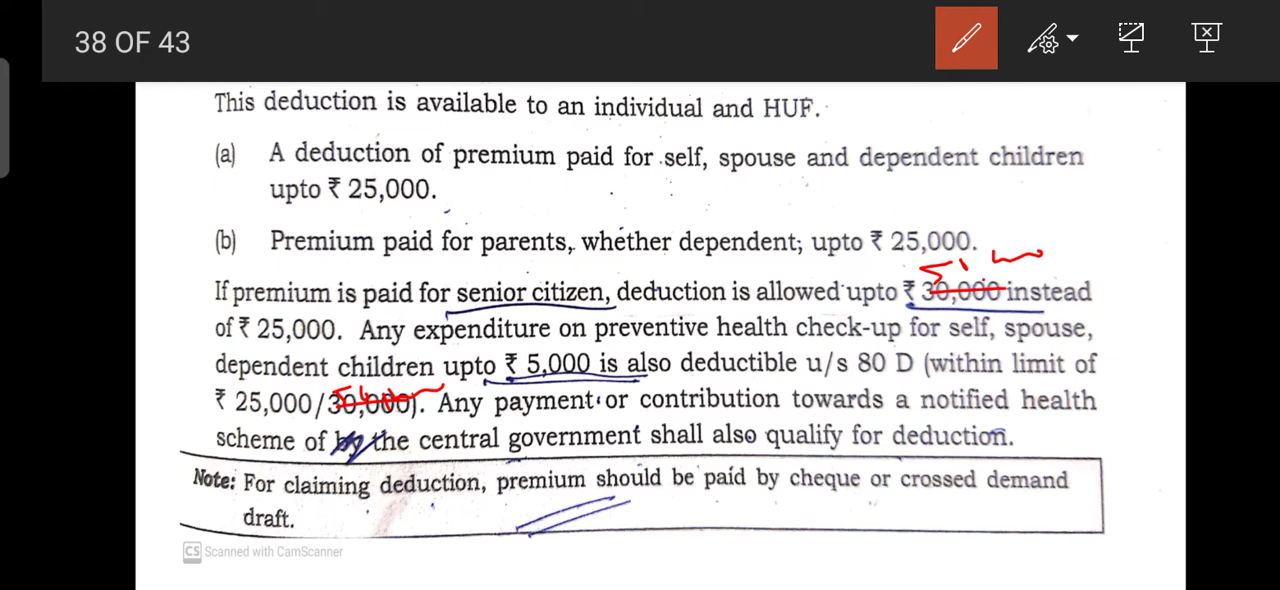 38 OF 43
This deduction is available to an individual and HUF.
(a) A deduction of premium paid for self, spouse and dependent children
upto ₹ 25,000.
(b) Premium paid for parents, whether dependent; upto ₹ 25,000.
If premium is paid for senior citizen, deduction is allowed upto ₹ 30,000 instead
of ₹ 25,000. Any expenditure on preventive health check-up for self, spouse,
dependent children upto ₹ 5,000 is also deductible u/s 80 D (within limit of
₹ 25,000/30,000). Any payment or contribution towards a notified health
scheme of by the central government shall also qualify for deduction.
Note: For claiming deduction, premium should be paid by cheque or crossed demand
draft.
CS Scanned with CamScanner